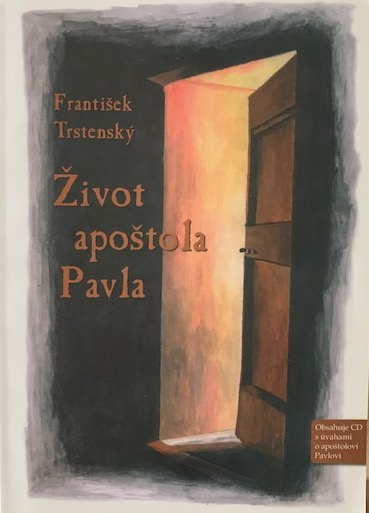 František
Trstenský
Život
apoštola
Pavla
Obsahuje CD
s úvahami
o apoštolovi
Pavlovi